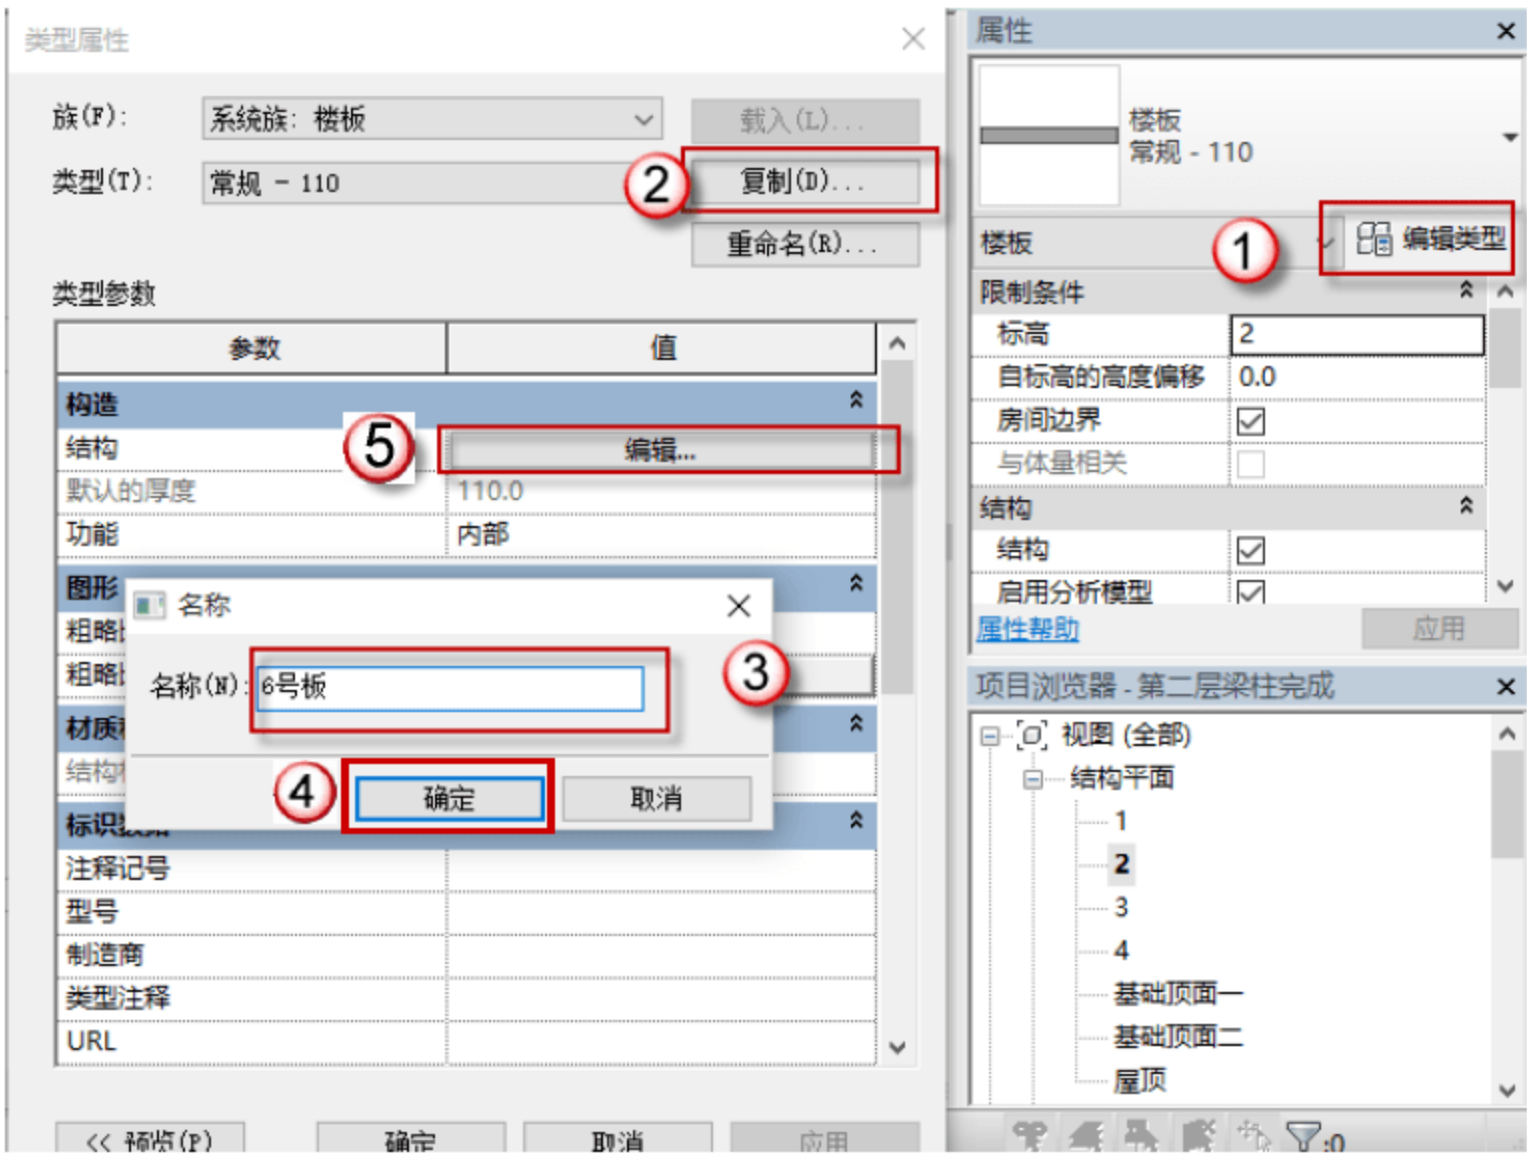 类型属性
族(F):
系统族: 楼板
载入(L)...
类型(T):
常规 - 110
②
复制(D)...
重命名(R)...
类型参数
参数
值
构造
结构
⑤
编辑...
默认的厚度
110.0
功能
内部
图形
粗略
粗略
材质
结构
标识数据
名称
名称(N):
6号板
③
④
确定
取消
注释记号
型号
制造商
类型注释
URL
<< 预览(P)
确定
取消
应用
属性
楼板
常规 - 110
楼板
①
编辑类型
限制条件
标高
2
自标高的高度偏移
0.0
房间边界
与体量相关
结构
结构
启用分析模型
属性帮助
应用
项目浏览器 - 第二层梁柱完成
视图 (全部)
结构平面
1
2
3
4
基础顶面一
基础顶面二
屋顶
:0